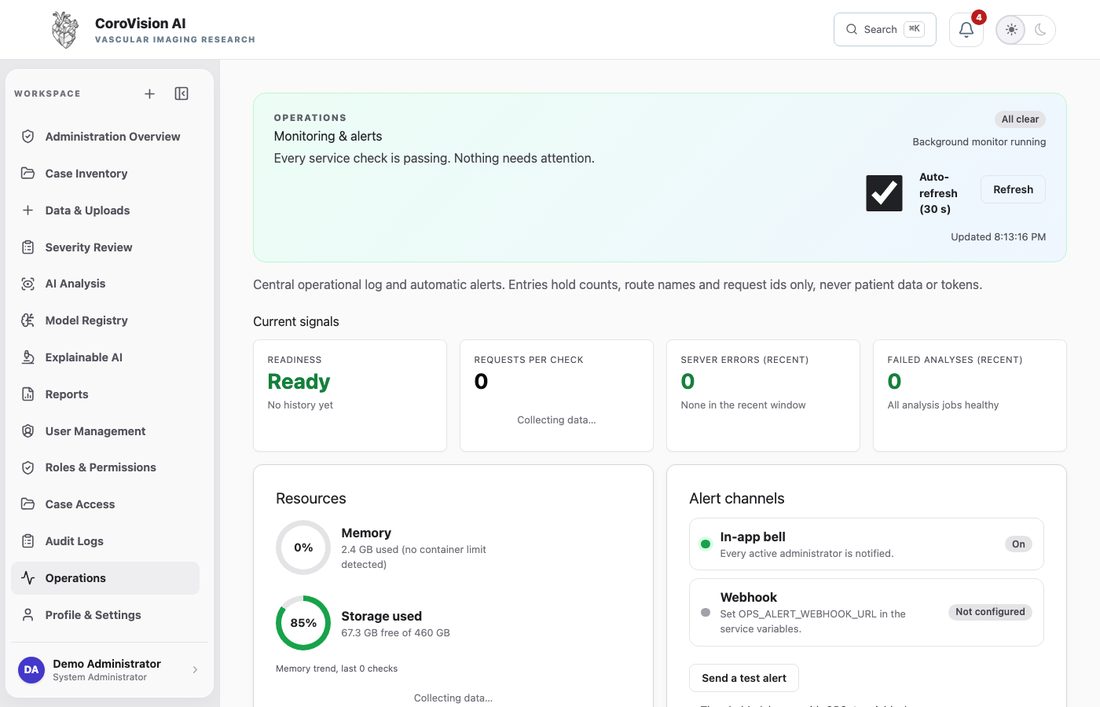 CoroVision AI
VASCULAR IMAGING RESEARCH
Search
⌘K
4
WORKSPACE
Administration Overview
Case Inventory
Data & Uploads
Severity Review
AI Analysis
Model Registry
Explainable AI
Reports
User Management
Roles & Permissions
Case Access
Audit Logs
Operations
Profile & Settings
DA
Demo Administrator
System Administrator
OPERATIONS
Monitoring & alerts
Every service check is passing. Nothing needs attention.
All clear
Background monitor running
Auto-
refresh
(30 s)
Refresh
Updated 8:13:16 PM
Central operational log and automatic alerts. Entries hold counts, route names and request ids only, never patient data or tokens.
Current signals
READINESS
Ready
No history yet
REQUESTS PER CHECK
0
Collecting data...
SERVER ERRORS (RECENT)
0
None in the recent window
FAILED ANALYSES (RECENT)
0
All analysis jobs healthy
Resources
0%
Memory
2.4 GB used (no container limit
detected)
85%
Storage used
67.3 GB free of 460 GB
Memory trend, last 0 checks
Collecting data...
Alert channels
In-app bell
Every active administrator is notified.
On
Webhook
Set OPS_ALERT_WEBHOOK_URL in the
service variables.
Not configured
Send a test alert